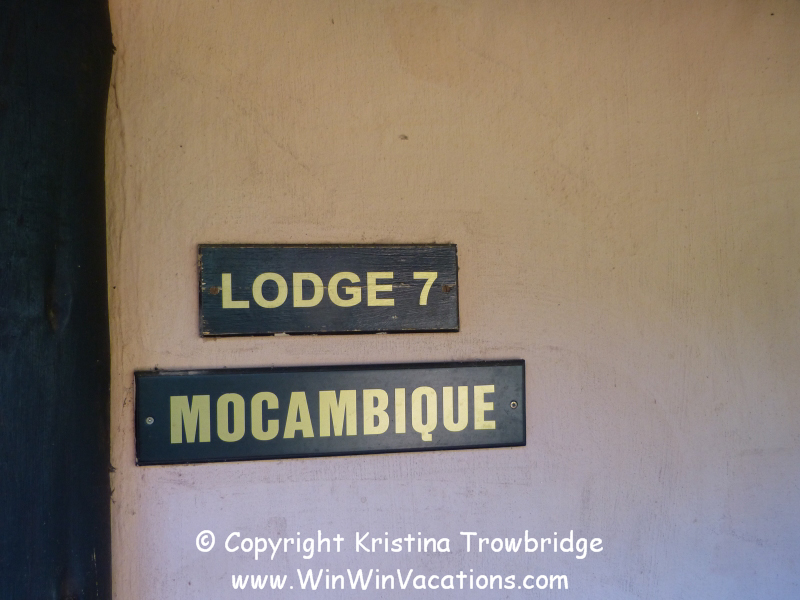 LODGE 7
MOCAMBIQUE
© Copyright Kristina Trowbridge
www.WinWinVacations.com